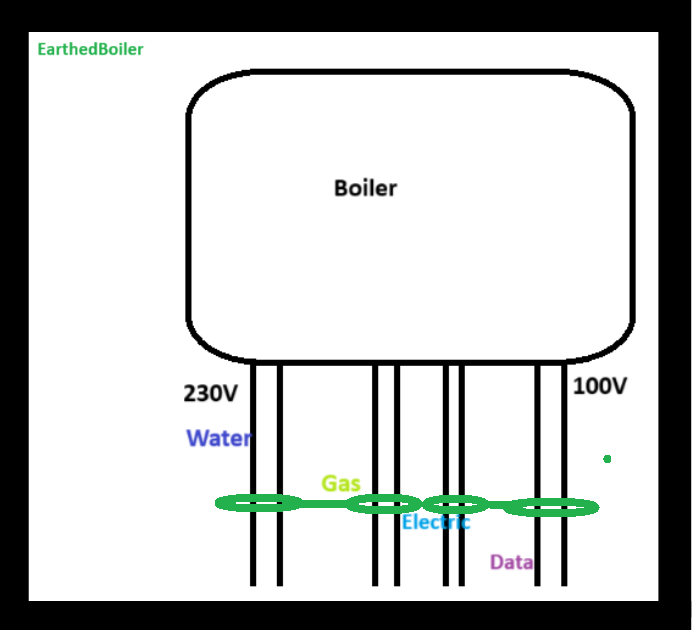 EarthedBoiler
Boiler
230V
100V
Water
Gas
Electric
Data